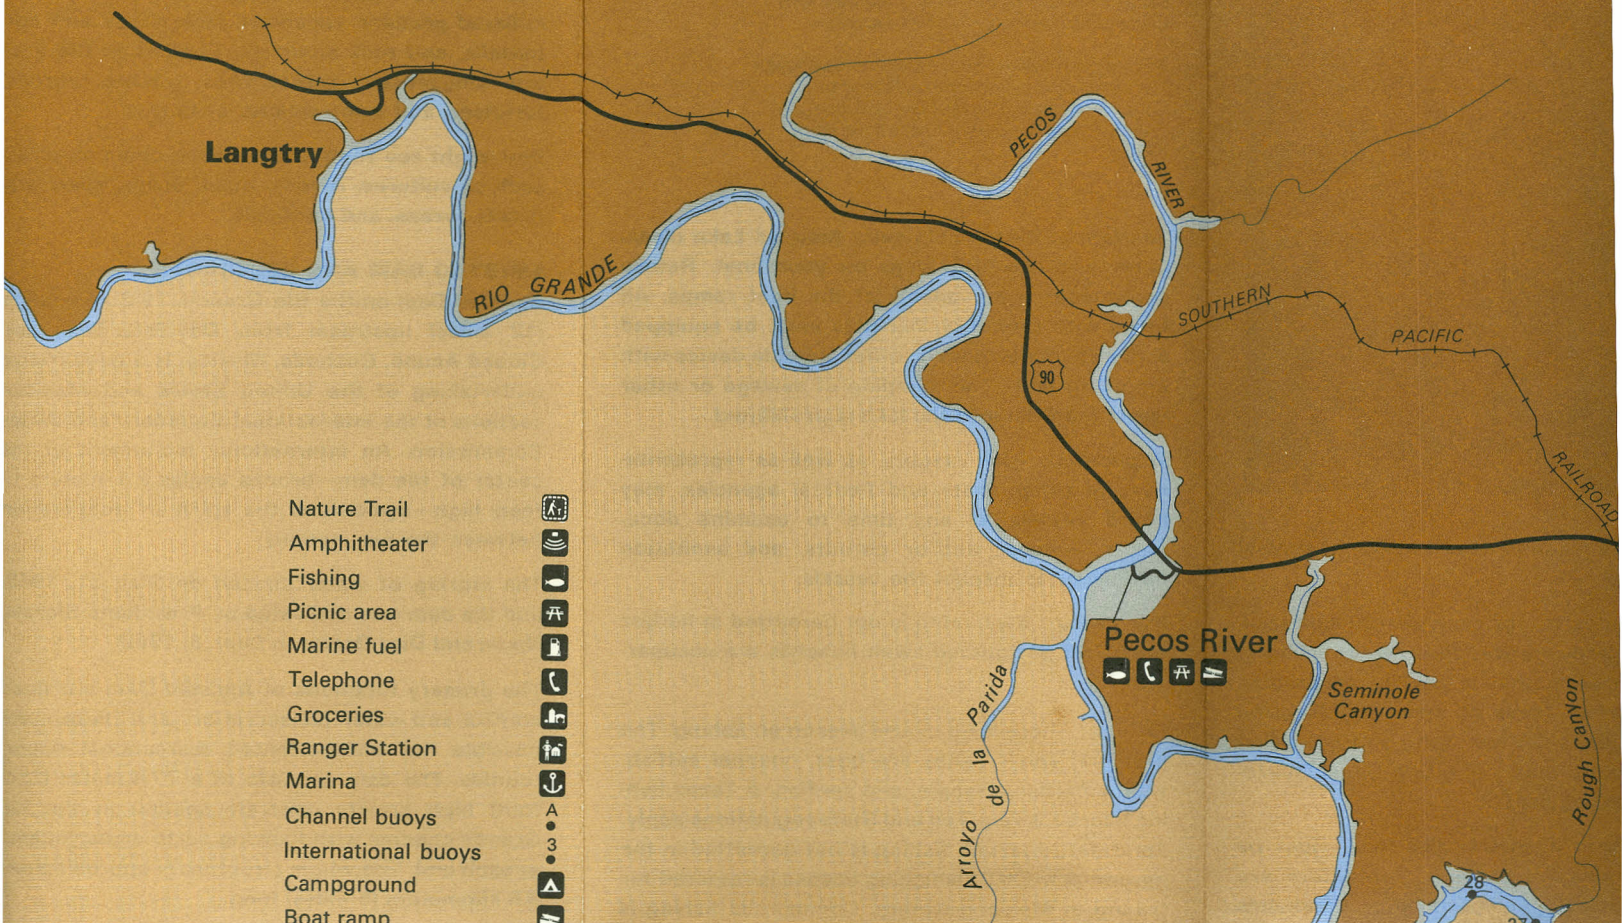 Langtry
PECOS
RIVER
RIO GRANDE
SOUTHERN
PACIFIC
RAILROAD
90
Nature Trail
Amphitheater
Fishing
Picnic area
Marine fuel
Telephone
Groceries
Ranger Station
Marina
Channel buoys A
International buoys 3
Campground
Boat ramp
Pecos River
Seminole
Canyon
Arroyo de la Parida
Rough Canyon
28